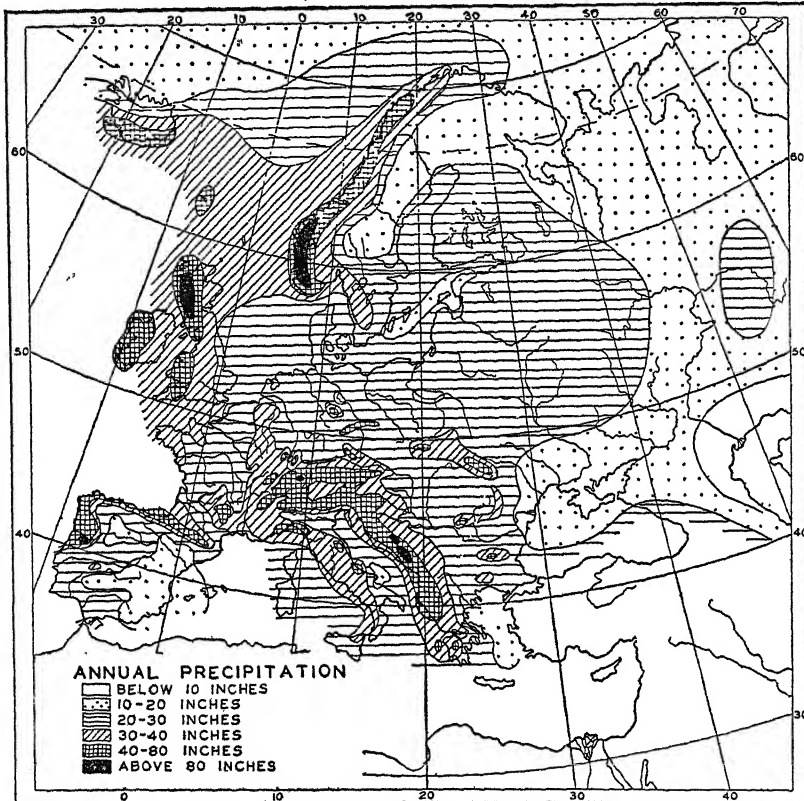 30 20 10 0 10 20 30 40 50 60 70
60 60
50 50
40 40
ANNUAL PRECIPITATION
BELOW 10 INCHES
10-20 INCHES
20-30 INCHES
30-40 INCHES
40-80 INCHES
ABOVE 80 INCHES
30
0 10 20 30 40